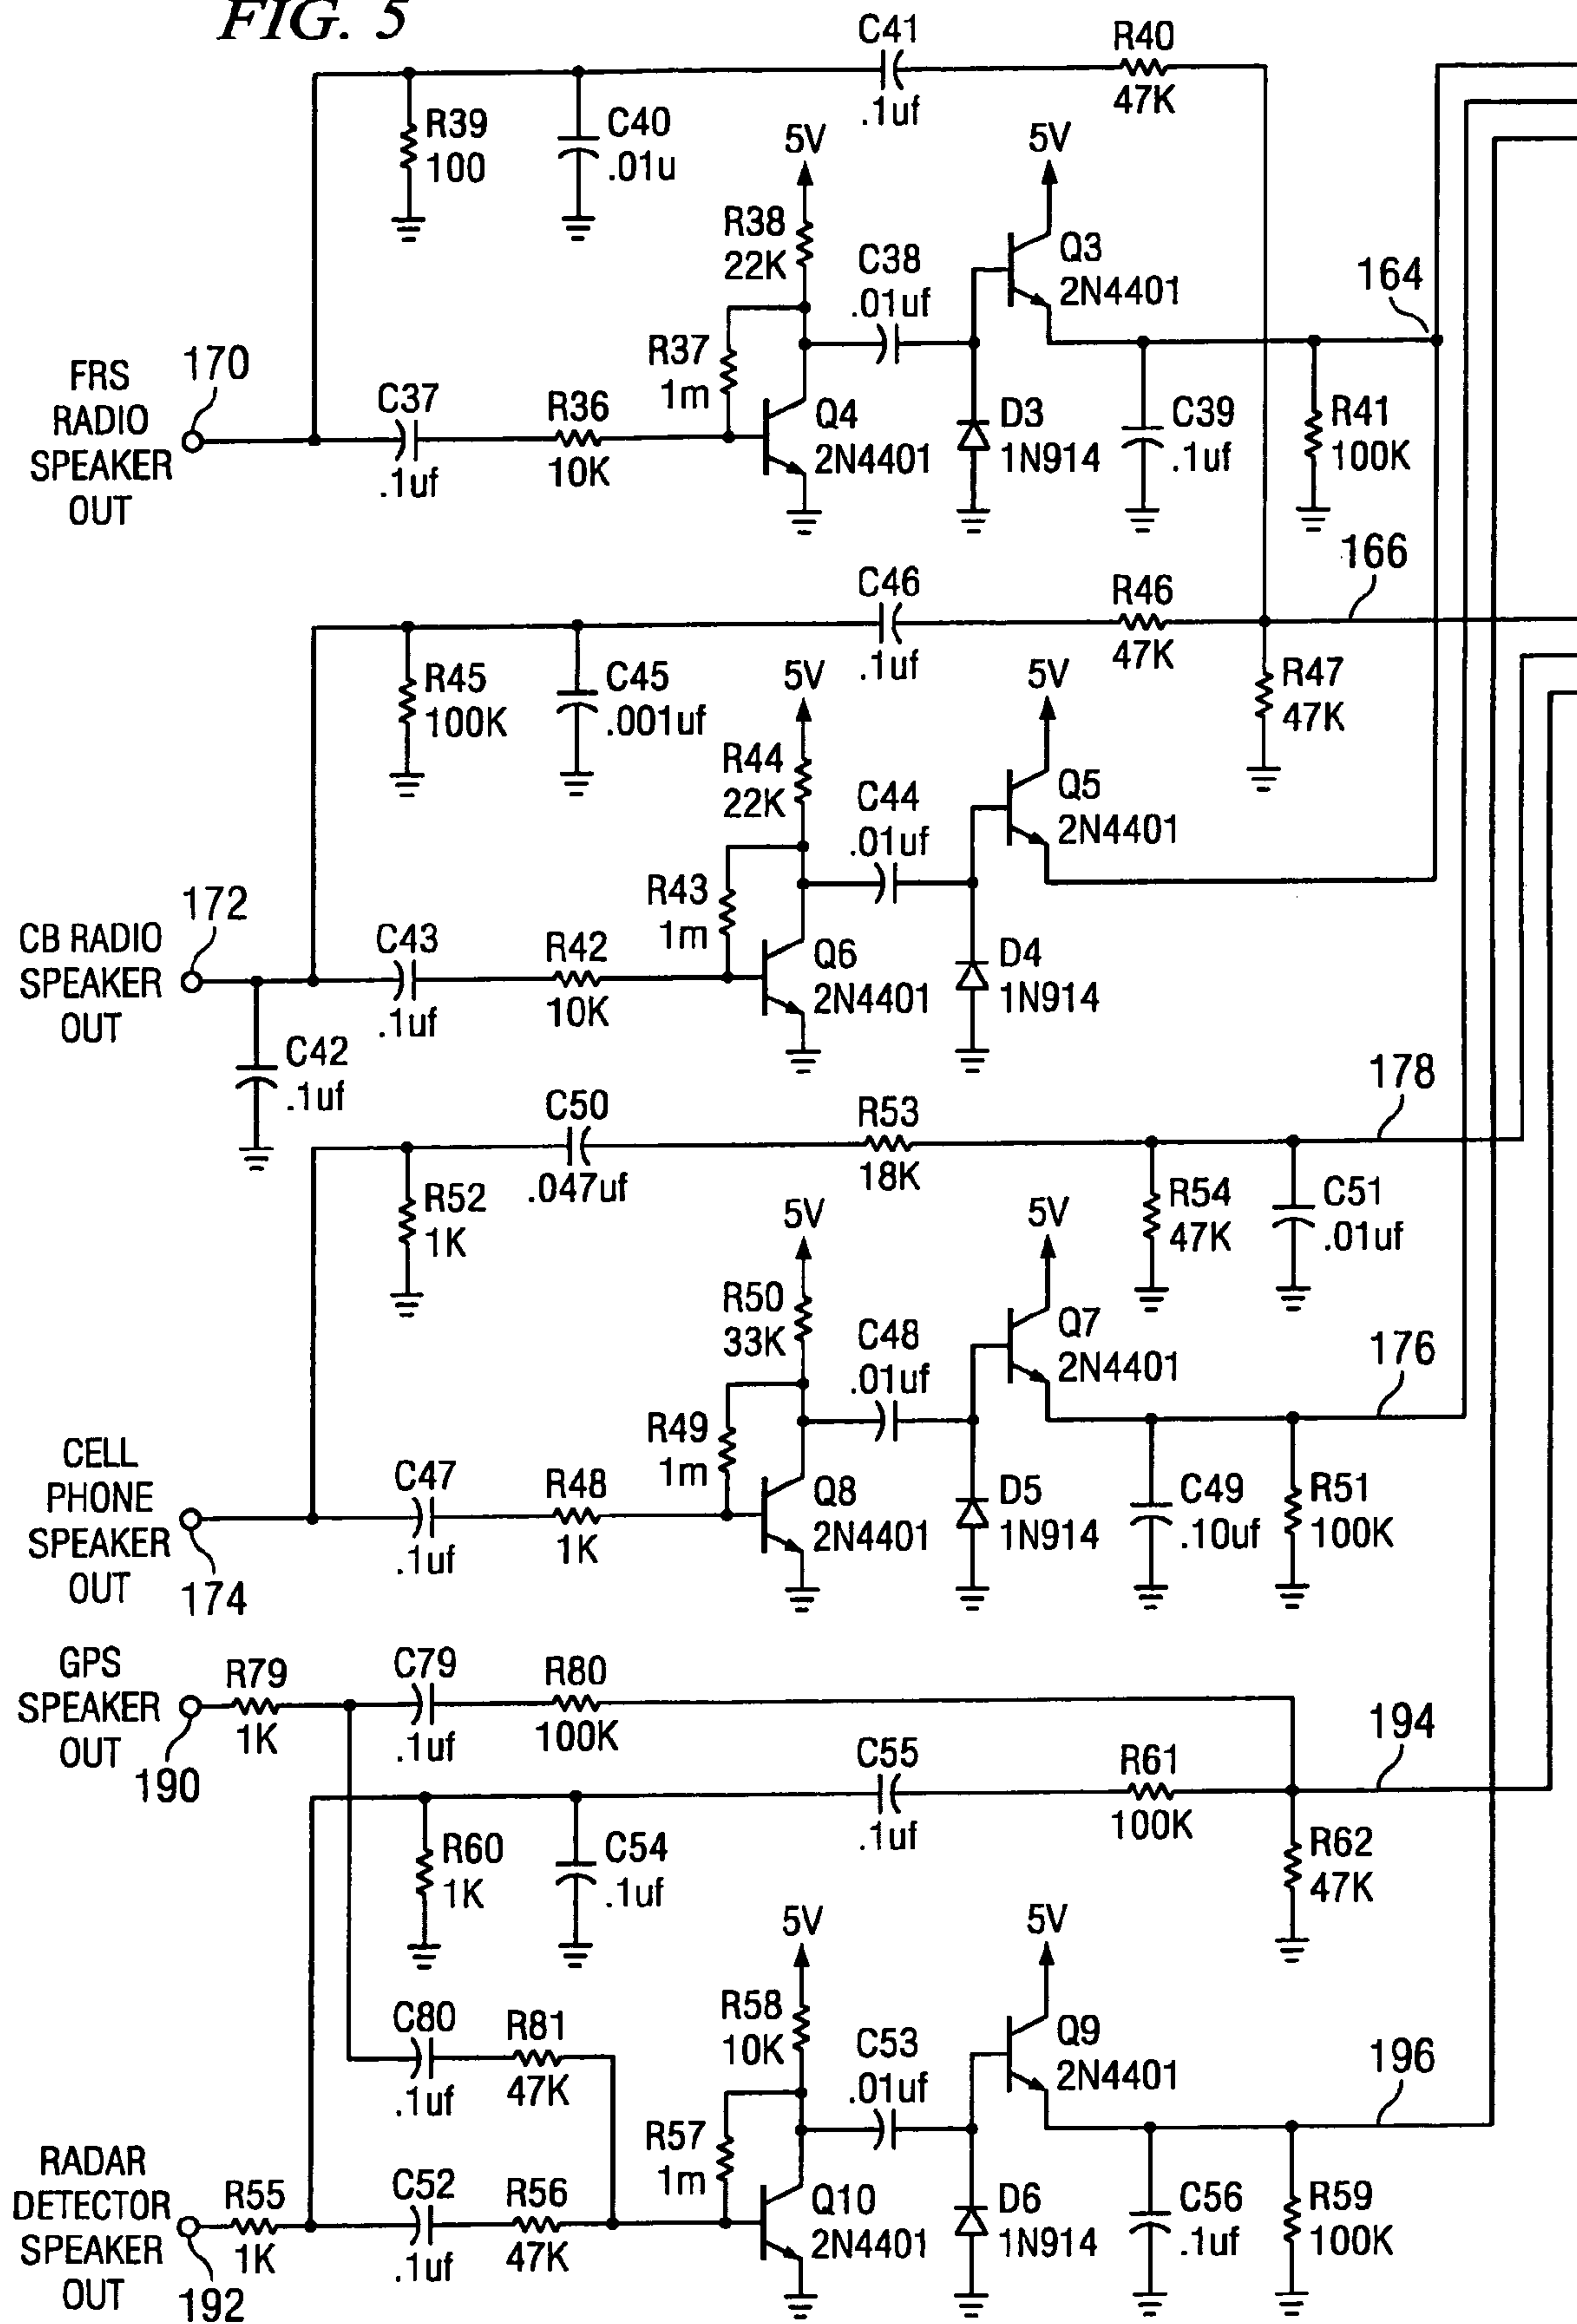 FIG. 5
C41
.1uf
R40
47K
R39
100
C40
.01u
5V
5V
R38
22K
C38
.01uf
Q3
2N4401
164
R37
1m
FRS
RADIO
SPEAKER
OUT
170
C37
.1uf
R36
10K
Q4
2N4401
D3
1N914
C39
.1uf
R41
100K
166
C46
.1uf
R46
47K
R45
100K
C45
.001uf
5V
5V
R47
47K
R44
22K
C44
.01uf
Q5
2N4401
R43
1m
CB RADIO
SPEAKER
OUT
172
C43
.1uf
R42
10K
Q6
2N4401
D4
1N914
C42
.1uf
178
C50
.047uf
R53
18K
R52
1K
R54
47K
C51
.01uf
5V
5V
R50
33K
C48
.01uf
Q7
2N4401
176
R49
1m
CELL
PHONE
SPEAKER
OUT
174
C47
.1uf
R48
1K
Q8
2N4401
D5
1N914
C49
.10uf
R51
100K
GPS
SPEAKER
OUT
190
R79
1K
C79
.1uf
R80
100K
194
C55
.1uf
R61
100K
R60
1K
C54
.1uf
R62
47K
5V
5V
C80
.1uf
R81
47K
R58
10K
C53
.01uf
Q9
2N4401
196
R57
1m
RADAR
DETECTOR
SPEAKER
OUT
192
R55
1K
C52
.1uf
R56
47K
Q10
2N4401
D6
1N914
C56
.1uf
R59
100K